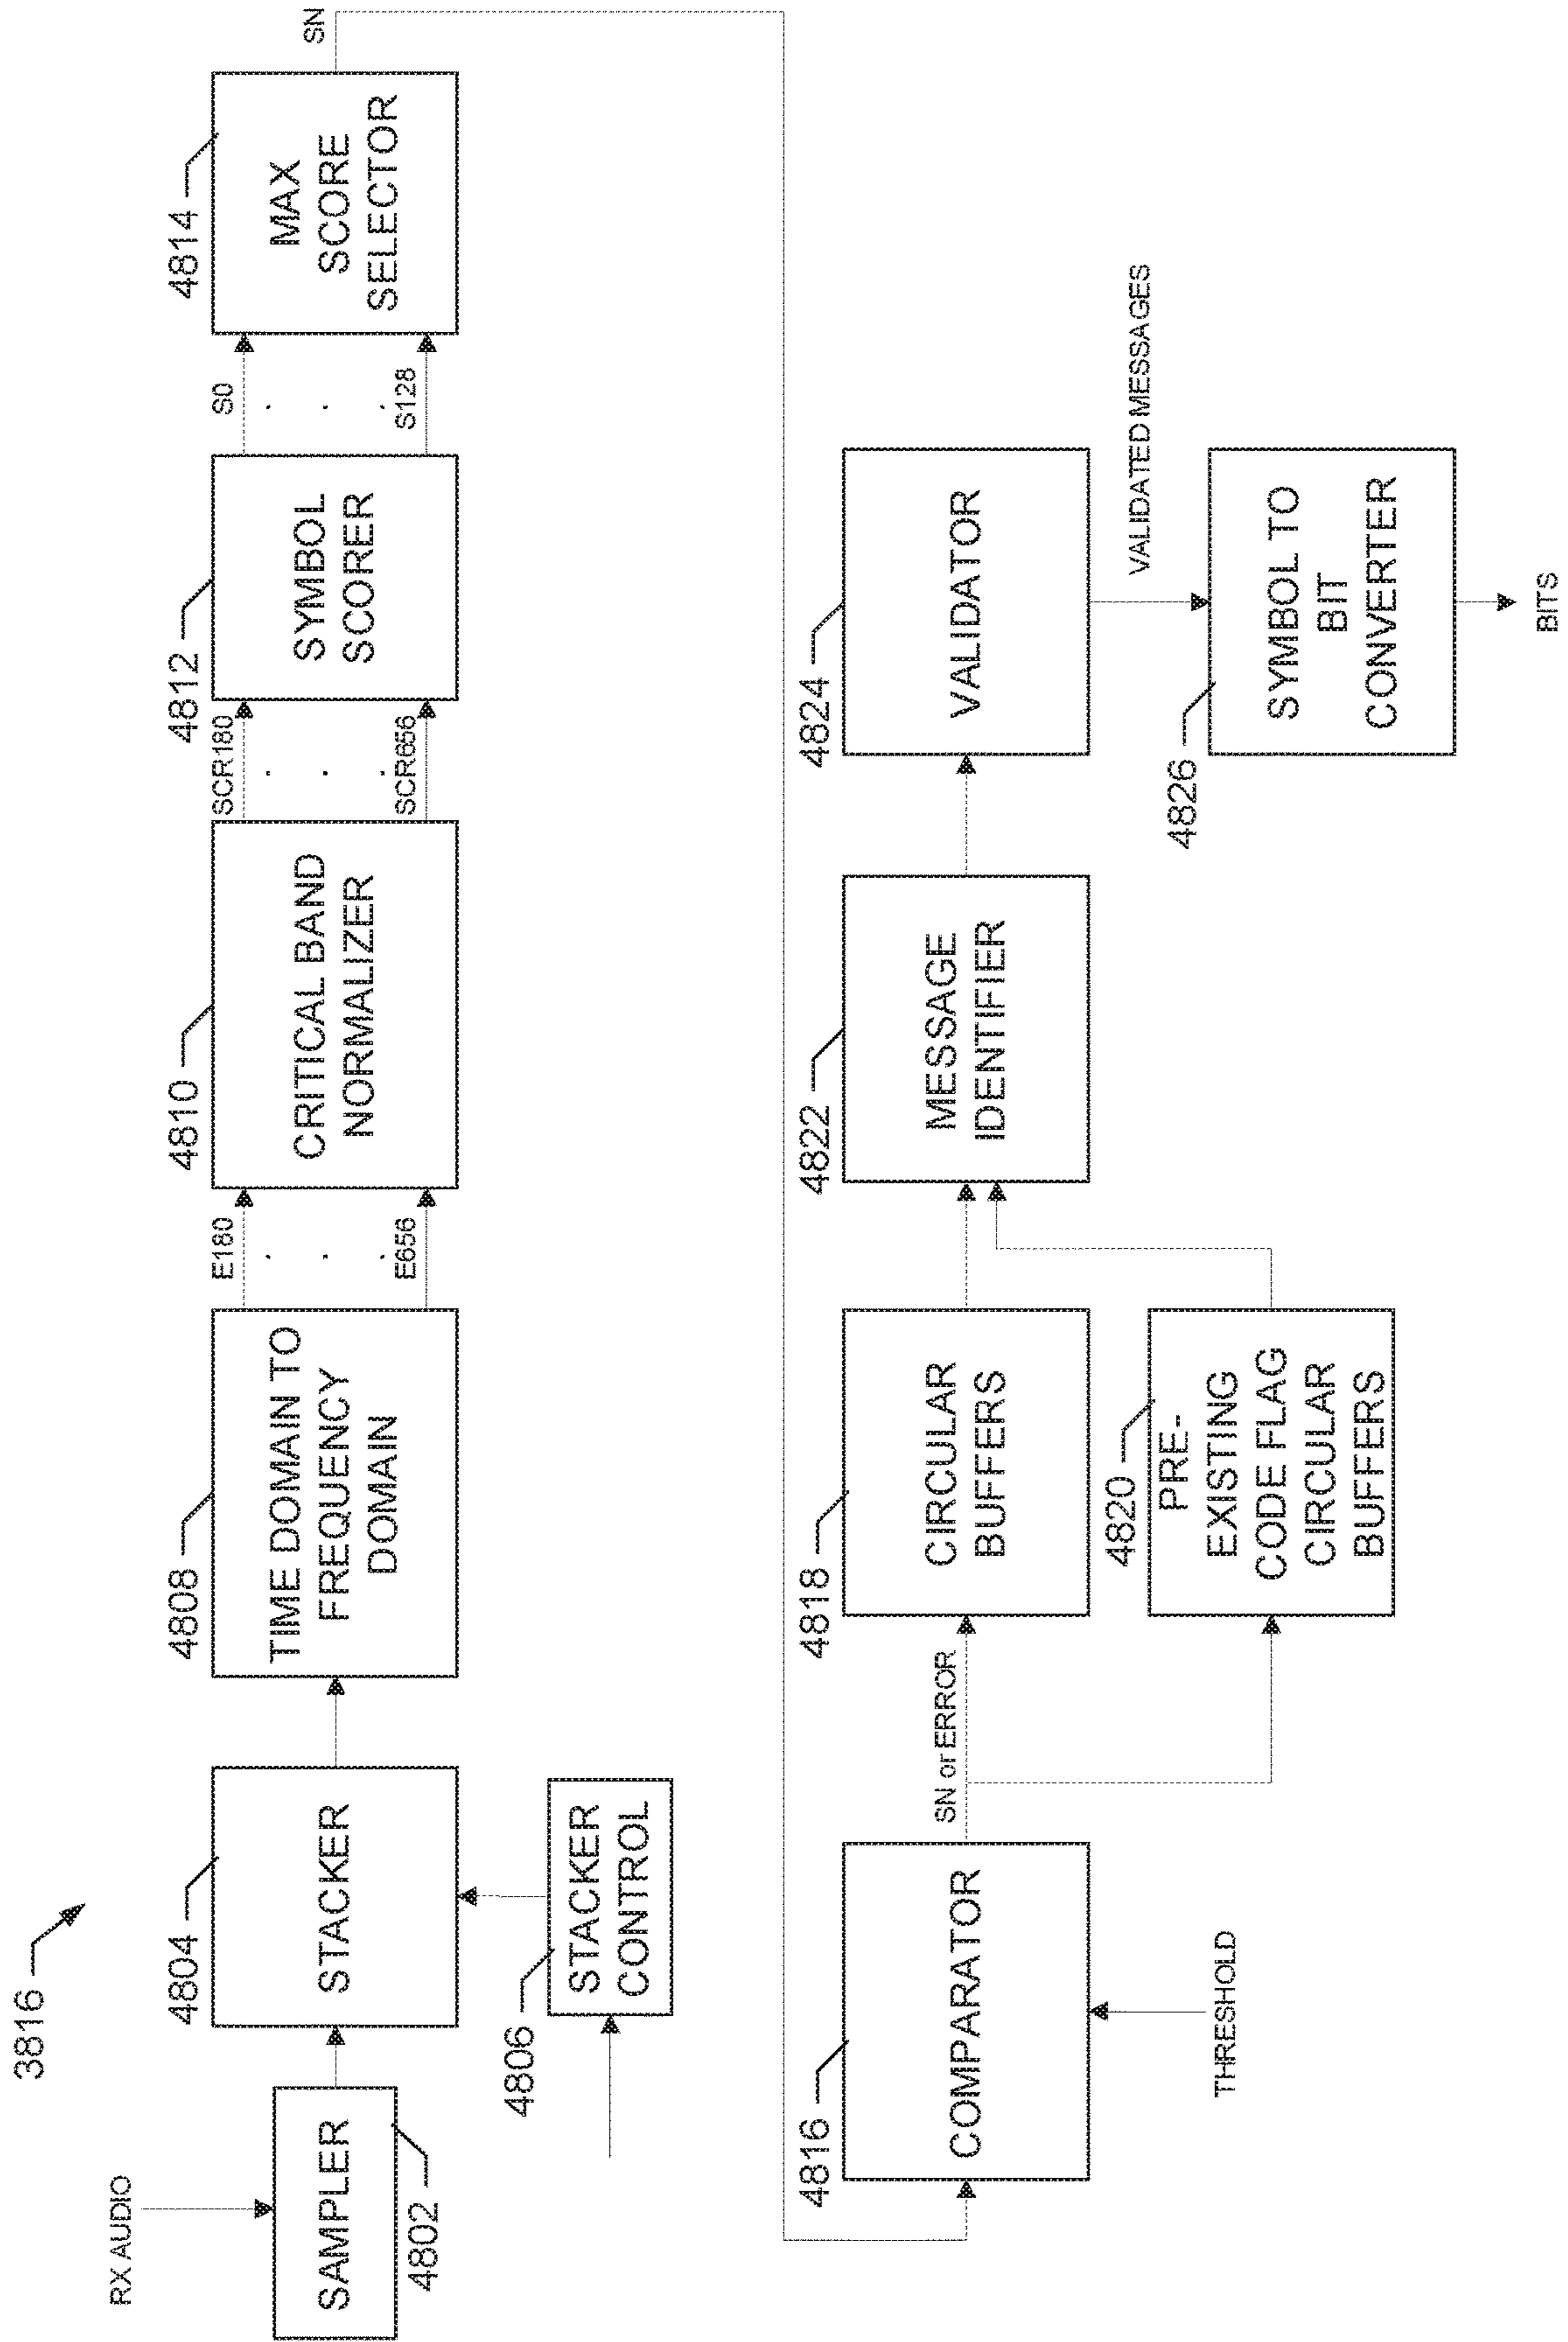 3816
RX AUDIO
SAMPLER
4802
4804
STACKER
4806
STACKER
CONTROL
4808
TIME DOMAIN TO
FREQUENCY
DOMAIN
E180
.
.
.
E656
4810
CRITICAL BAND
NORMALIZER
SCR180
.
.
.
SCR656
4812
SYMBOL
SCORER
S0
.
.
.
S128
4814
MAX
SCORE
SELECTOR
SN
4816
COMPARATOR
THRESHOLD
SN or ERROR
4818
CIRCULAR
BUFFERS
4820
PRE-
EXISTING
CODE FLAG
CIRCULAR
BUFFERS
4822
MESSAGE
IDENTIFIER
4824
VALIDATOR
VALIDATED MESSAGES
4826
SYMBOL TO
BIT
CONVERTER
BITS